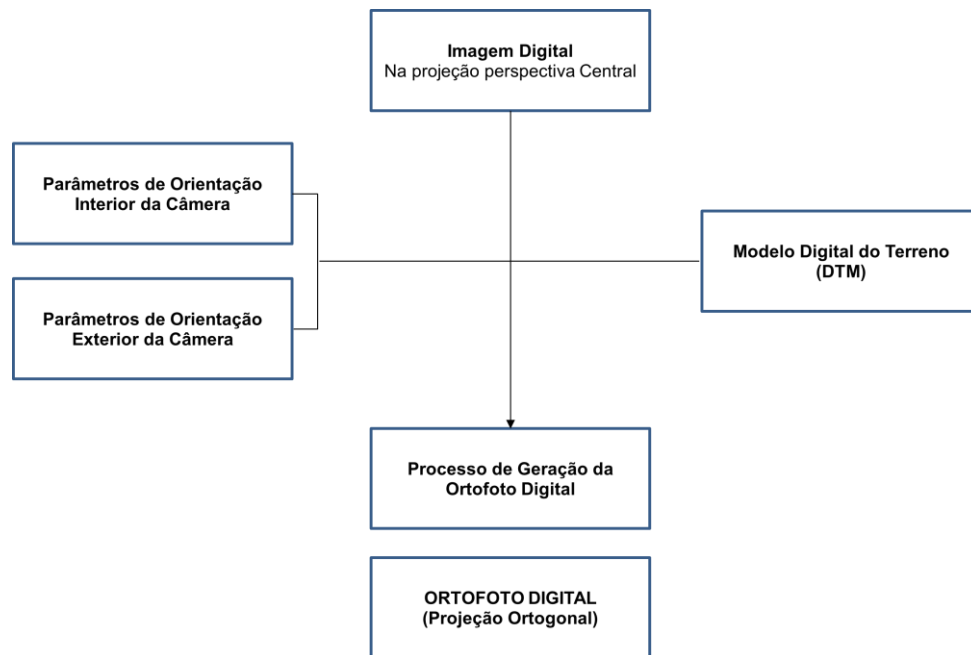 Imagem Digital
Na projeção perspectiva Central
Parâmetros de Orientação
Interior da Câmera
Modelo Digital do Terreno
(DTM)
Parâmetros de Orientação
Exterior da Câmera
Processo de Geração da
Ortofoto Digital
ORTOFOTO DIGITAL
(Projeção Ortogonal)